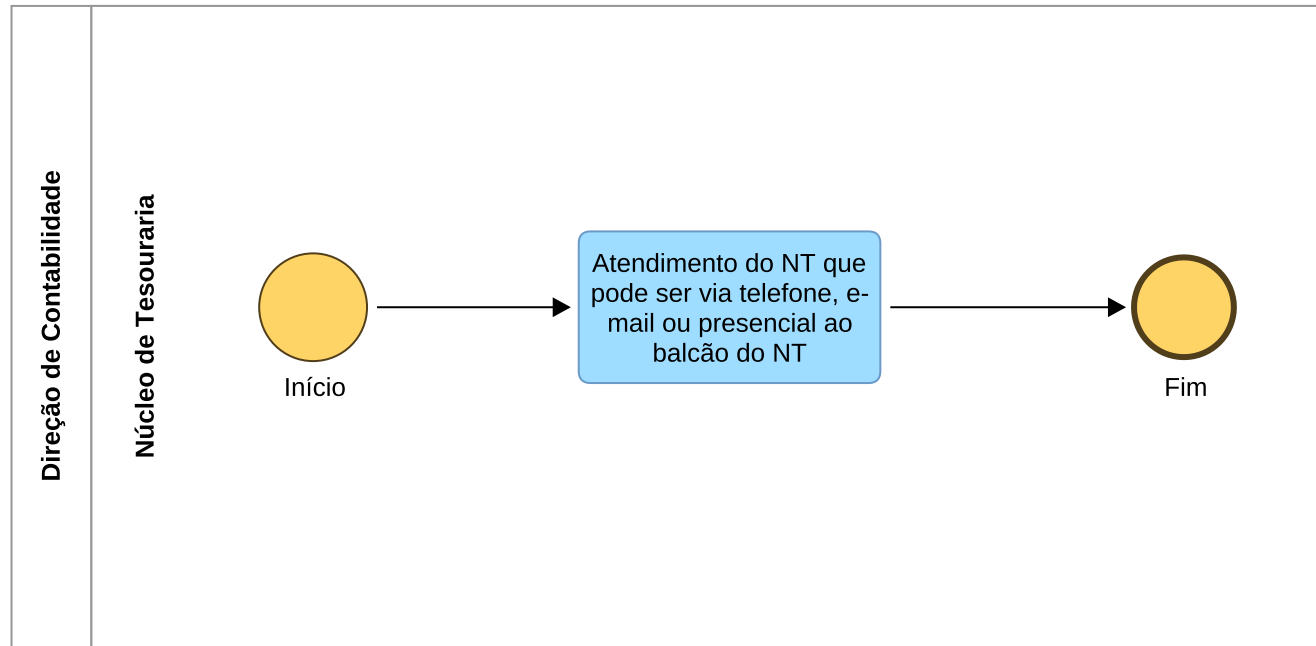 Direção de Contabilidade
Núcleo de Tesouraria
Início
Atendimento do NT que
pode ser via telefone, e-
mail ou presencial ao
balcão do NT
Fim